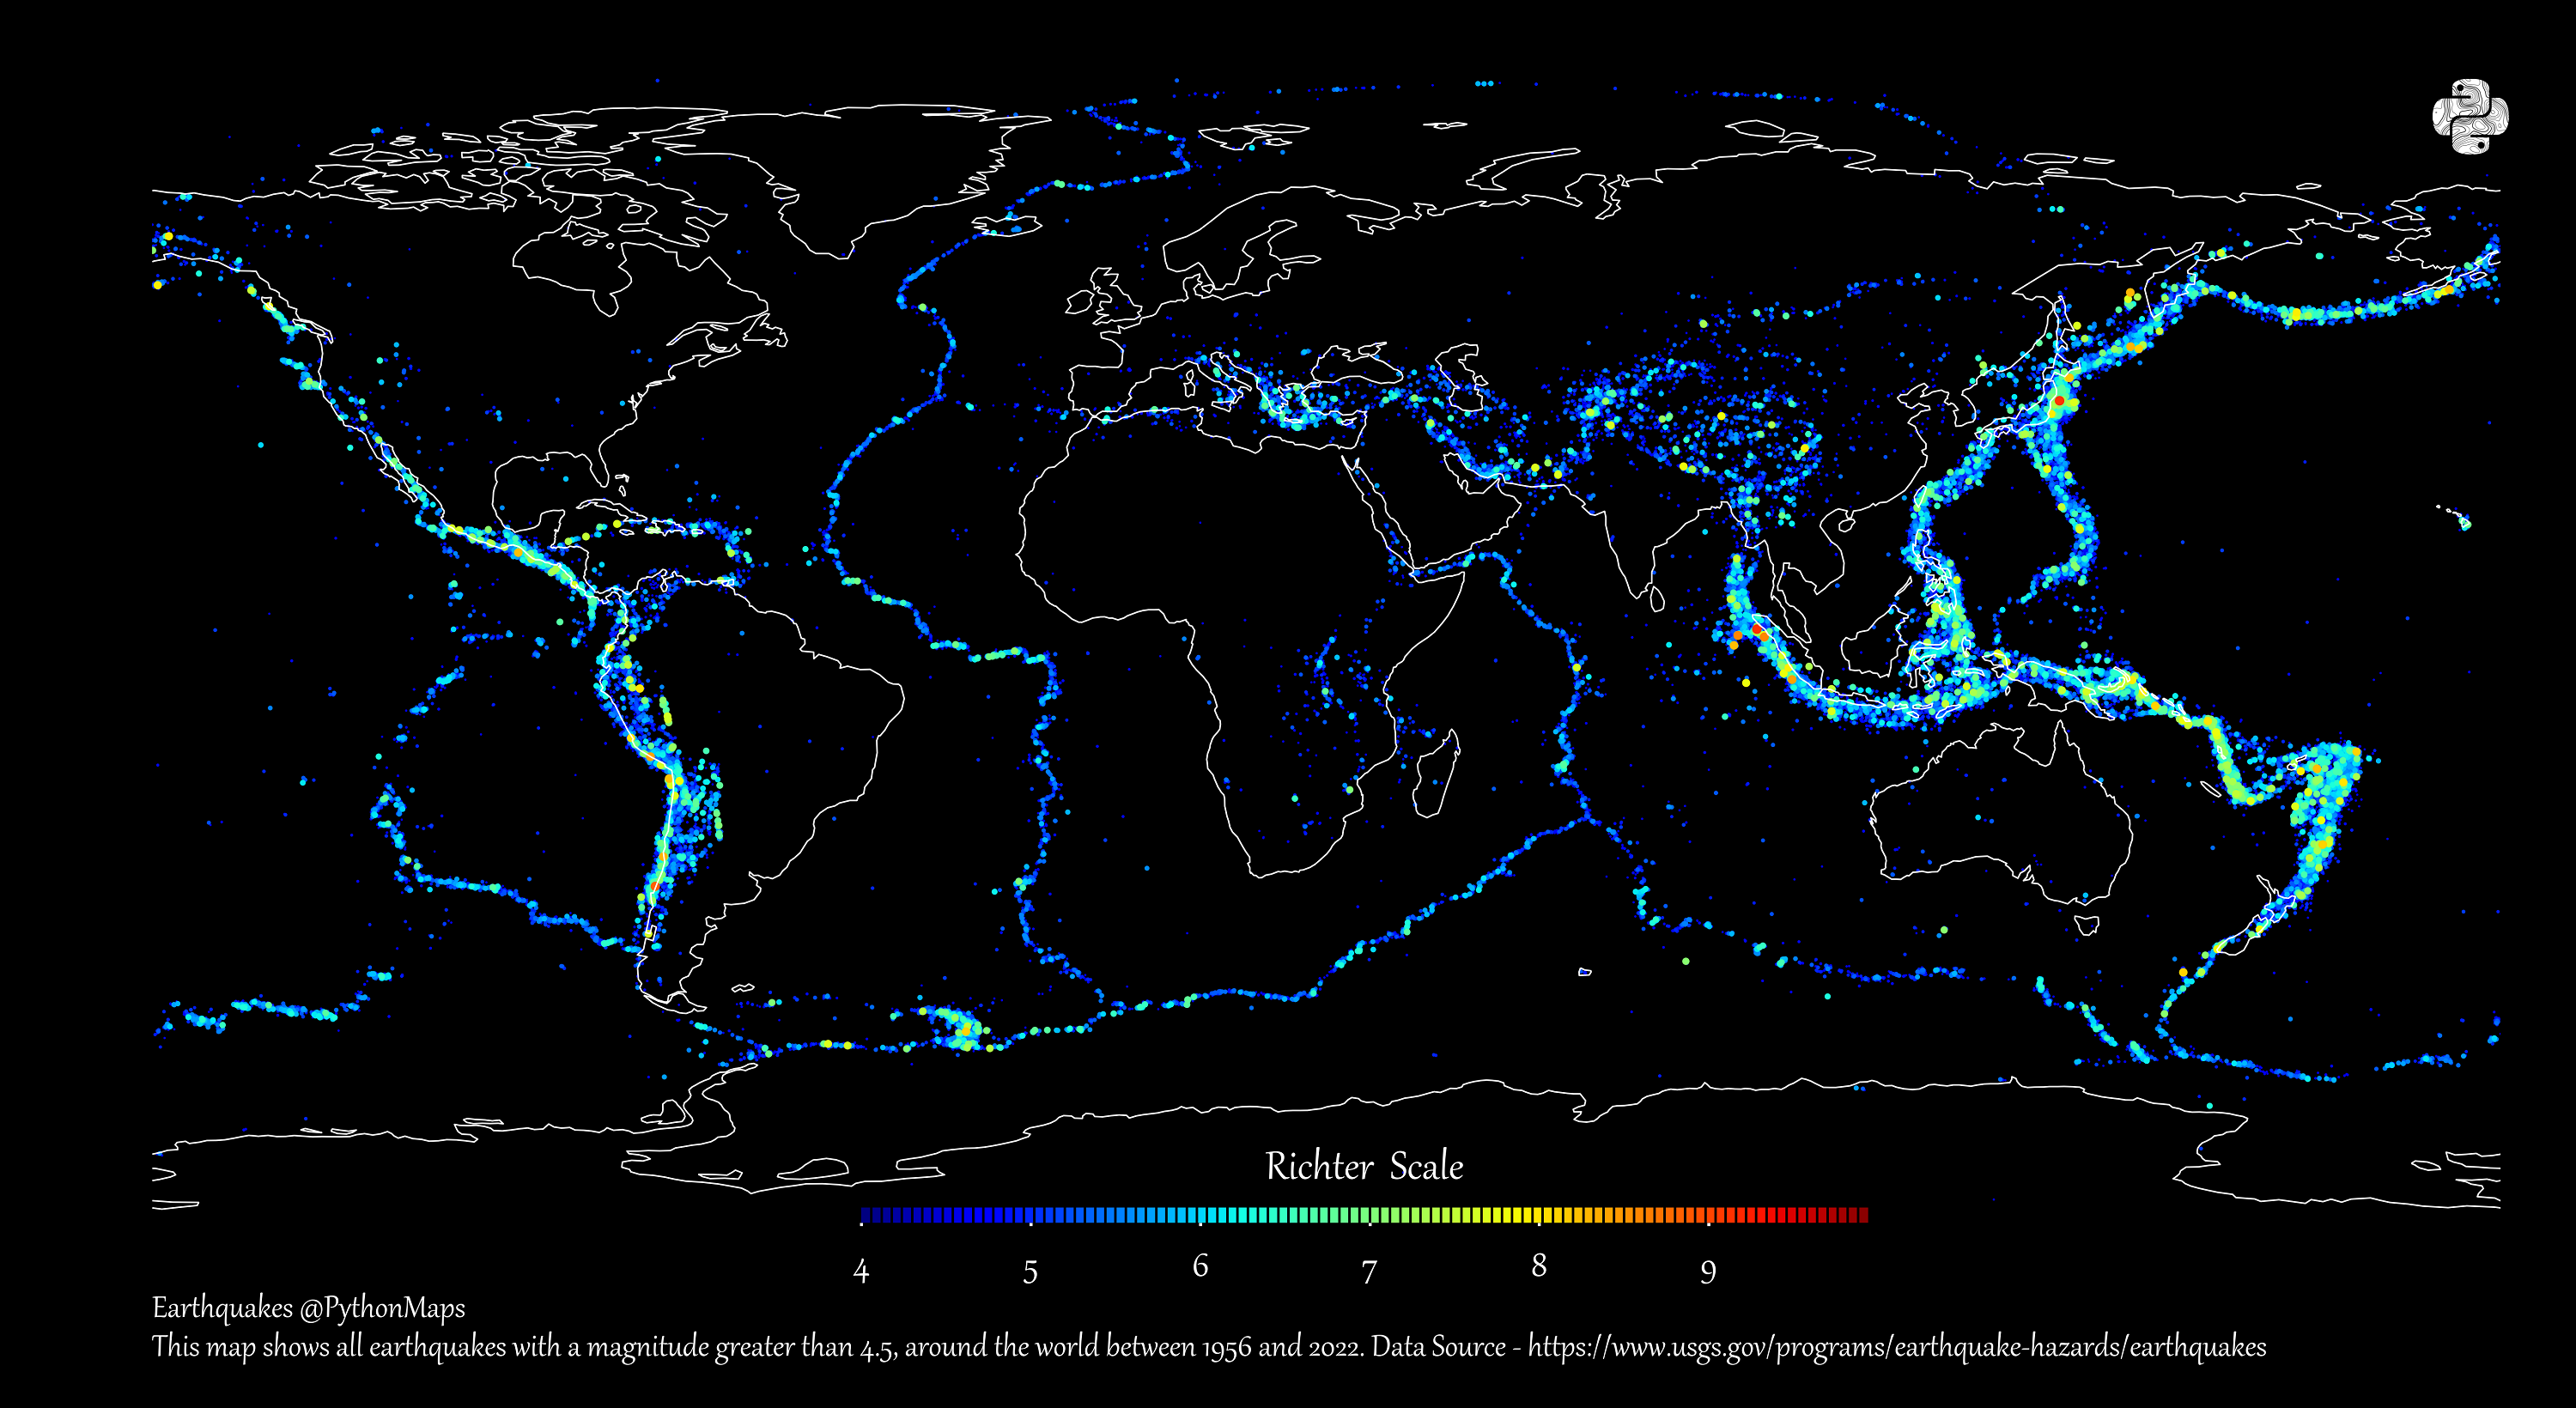 Richter Scale
4 5 6 7 8 9
Earthquakes @PythonMaps
This map shows all earthquakes with a magnitude greater than 4.5, around the world between 1956 and 2022. Data Source - https://www.usgs.gov/programs/earthquake-hazards/earthquakes